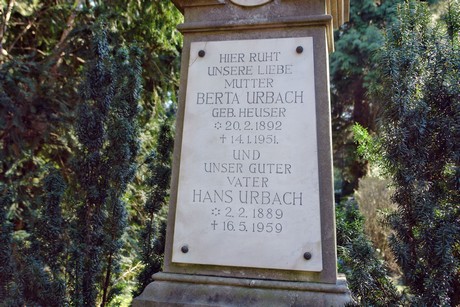 HIER RUHT
UNSERE LIEBE
MUTTER
BERTA URBACH
GEB. HEUSER
✩ 20.2.1892
✝ 14.1.1951.
UND
UNSER GUTER
VATER
HANS URBACH
✩ 2.2.1889
✝ 16.5.1959